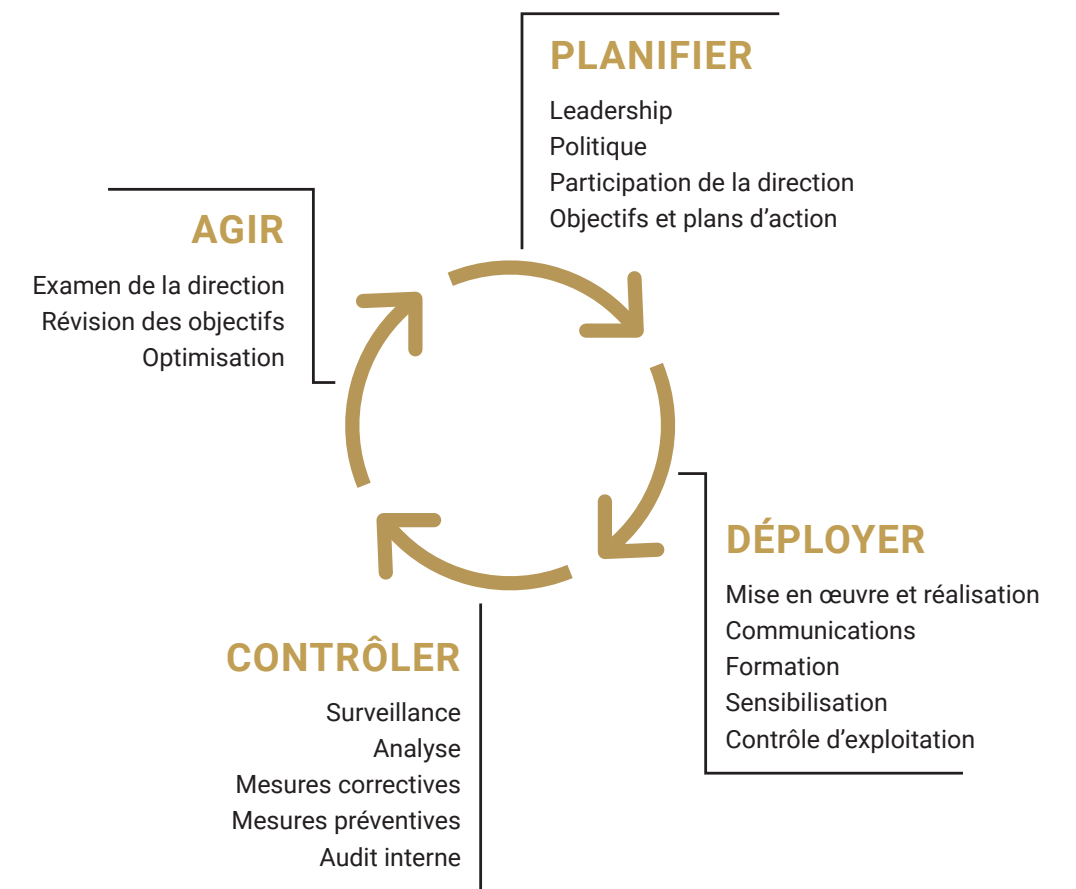 PLANIFIER
Leadership
Politique
Participation de la direction
Objectifs et plans d’action
DÉPLOYER
Mise en œuvre et réalisation
Communications
Formation
Sensibilisation
Contrôle d’exploitation
CONTRÔLER
Surveillance
Analyse
Mesures correctives
Mesures préventives
Audit interne
AGIR
Examen de la direction
Révision des objectifs
Optimisation